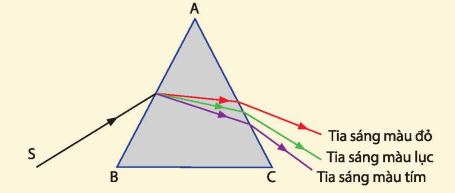 A
S
B
C
Tia sáng màu đỏ
Tia sáng màu lục
Tia sáng màu tím